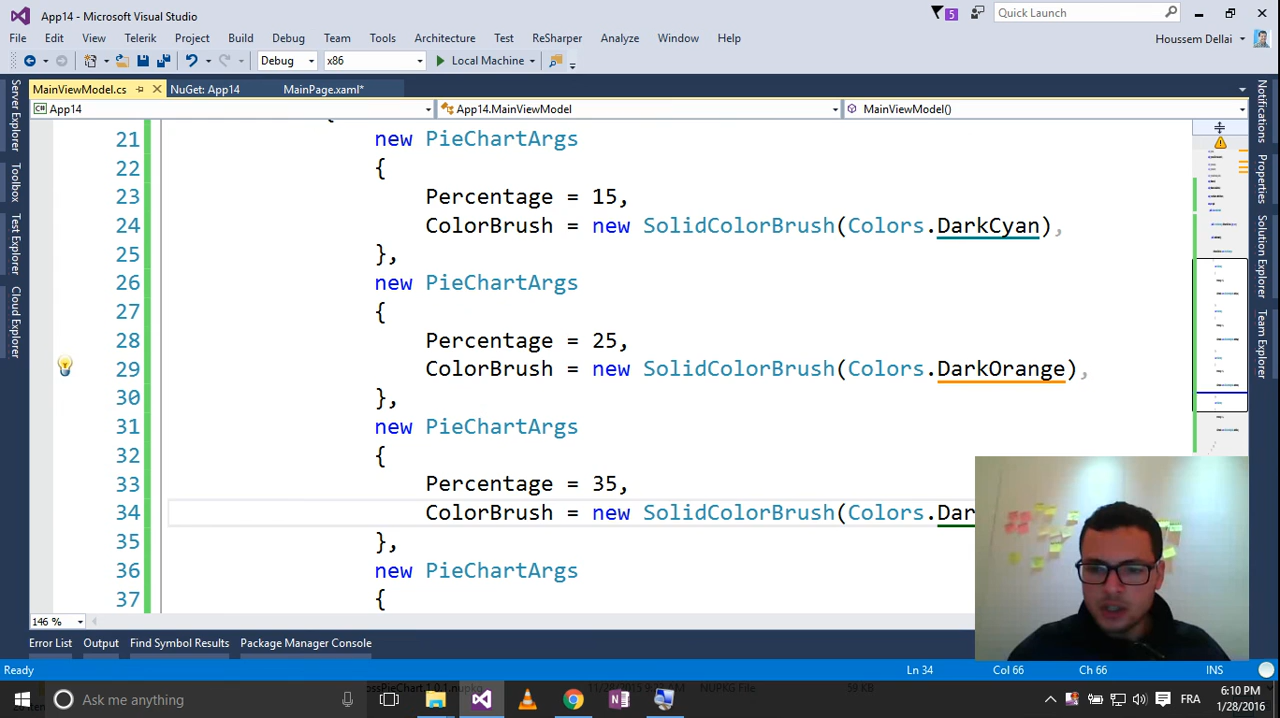 App14 - Microsoft Visual Studio
5
Quick Launch
File Edit View Telerik Project Build Debug Team Tools Architecture Test ReSharper Analyze Window Help
Houssem Dellai
Debug x86 Local Machine
MainViewModel.cs NuGet: App14 MainPage.xaml*
App14 App14.MainViewModel MainViewModel()
21 new PieChartArgs
22 {
23 Percentage = 15,
24 ColorBrush = new SolidColorBrush(Colors.DarkCyan),
25 },
26 new PieChartArgs
27 {
28 Percentage = 25,
29 ColorBrush = new SolidColorBrush(Colors.DarkOrange),
30 },
31 new PieChartArgs
32 {
33 Percentage = 35,
34 ColorBrush = new SolidColorBrush(Colors.Dar
35 },
36 new PieChartArgs
37 {
Server Explorer
Toolbox
Test Explorer
Cloud Explorer
Notifications
Properties
Solution Explorer
Team Explorer
146 %
Error List Output Find Symbol Results Package Manager Console
Ready Ln 34 Col 66 Ch 66 INS
Ask me anything
FRA
6:10 PM
1/28/2016